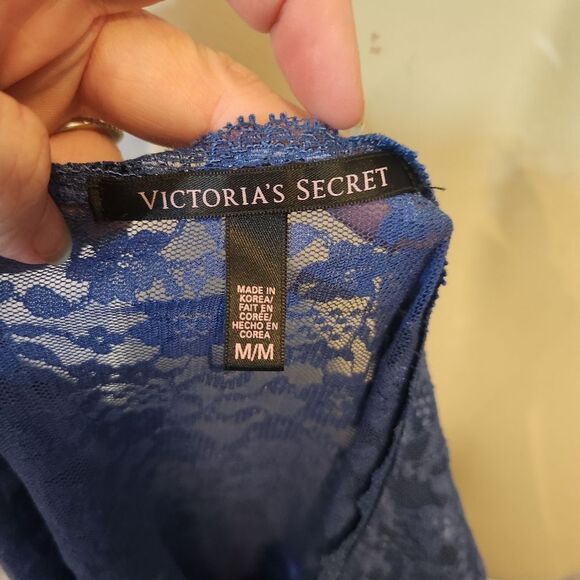 VICTORIA'S SECRET
MADE IN
KOREA/
FAIT EN
CORÉE/
HECHO EN
COREA
M/M